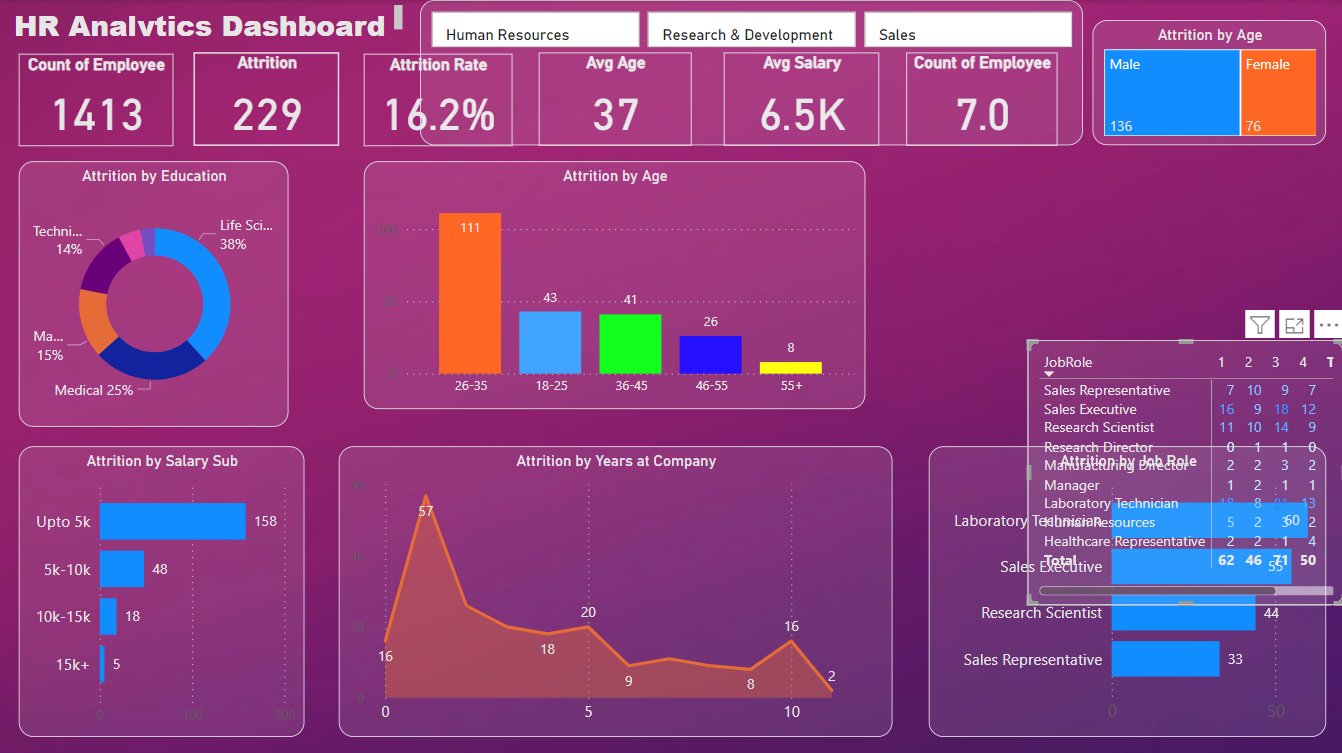 HR Analytics Dashboard
Human Resources
Research & Development
Sales
Count of Employee
1413
Attrition
229
Attrition Rate
16.2%
Avg Age
37
Avg Salary
6.5K
Count of Employee
7.0
Attrition by Age
Male
136
Female
76
Attrition by Education
Life Sci...
38%
Techni...
14%
Ma...
15%
Medical 25%
Attrition by Age
100
50
0
111
43
41
26
8
26-35 18-25 36-45 46-55 55+
JobRole 1 2 3 4 T
Sales Representative 7 10 9 7
Sales Executive 16 9 18 12
Research Scientist 11 10 14 9
Research Director 0 1 1 0
Manufacturing Director 2 2 3 2
Manager 1 2 1 1
Laboratory Technician 18 8 21 13
Human Resources 5 2 3 2
Healthcare Representative 2 2 1 4
Total 62 46 71 50
Attrition by Salary Sub
Upto 5k 158
5k-10k 48
10k-15k 18
15k+ 5
0 100 200
Attrition by Years at Company
60
40
20
0
16
57
18
20
9
8
16
2
0 5 10
Attrition by Job Role
Laboratory Technician 60
Sales Executive 55
Research Scientist 44
Sales Representative 33
0 50